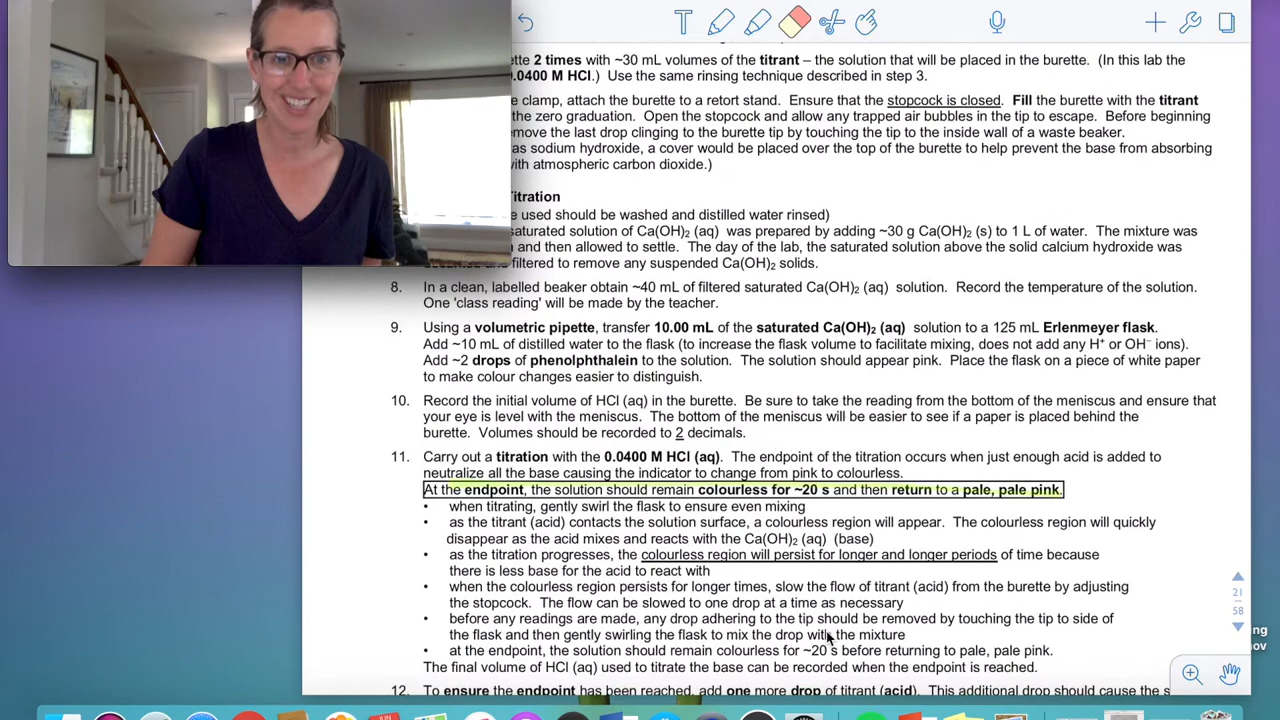 T
ette 2 times with ~30 mL volumes of the titrant – the solution that will be placed in the burette. (In this lab the
0.0400 M HCl.) Use the same rinsing technique described in step 3.
e clamp, attach the burette to a retort stand. Ensure that the stopcock is closed. Fill the burette with the titrant
the zero graduation. Open the stopcock and allow any trapped air bubbles in the tip to escape. Before beginning
emove the last drop clinging to the burette tip by touching the tip to the inside wall of a waste beaker.
as sodium hydroxide, a cover would be placed over the top of the burette to help prevent the base from absorbing
with atmospheric carbon dioxide.)
Titration
e used should be washed and distilled water rinsed)
saturated solution of Ca(OH)₂ (aq) was prepared by adding ~30 g Ca(OH)₂ (s) to 1 L of water. The mixture was
n and then allowed to settle. The day of the lab, the saturated solution above the solid calcium hydroxide was
filtered to remove any suspended Ca(OH)₂ solids.
8. In a clean, labelled beaker obtain ~40 mL of filtered saturated Ca(OH)₂ (aq) solution. Record the temperature of the solution.
One 'class reading' will be made by the teacher.
9. Using a volumetric pipette, transfer 10.00 mL of the saturated Ca(OH)₂ (aq) solution to a 125 mL Erlenmeyer flask.
Add ~10 mL of distilled water to the flask (to increase the flask volume to facilitate mixing, does not add any H⁺ or OH⁻ ions).
Add ~2 drops of phenolphthalein to the solution. The solution should appear pink. Place the flask on a piece of white paper
to make colour changes easier to distinguish.
10. Record the initial volume of HCl (aq) in the burette. Be sure to take the reading from the bottom of the meniscus and ensure that
your eye is level with the meniscus. The bottom of the meniscus will be easier to see if a paper is placed behind the
burette. Volumes should be recorded to 2 decimals.
11. Carry out a titration with the 0.0400 M HCl (aq). The endpoint of the titration occurs when just enough acid is added to
neutralize all the base causing the indicator to change from pink to colourless.
At the endpoint, the solution should remain colourless for ~20 s and then return to a pale, pale pink.
• when titrating, gently swirl the flask to ensure even mixing
• as the titrant (acid) contacts the solution surface, a colourless region will appear. The colourless region will quickly
disappear as the acid mixes and reacts with the Ca(OH)₂ (aq) (base)
• as the titration progresses, the colourless region will persist for longer and longer periods of time because
there is less base for the acid to react with
• when the colourless region persists for longer times, slow the flow of titrant (acid) from the burette by adjusting
the stopcock. The flow can be slowed to one drop at a time as necessary
• before any readings are made, any drop adhering to the tip should be removed by touching the tip to side of
the flask and then gently swirling the flask to mix the drop with the mixture
• at the endpoint, the solution should remain colourless for ~20 s before returning to pale, pale pink.
The final volume of HCl (aq) used to titrate the base can be recorded when the endpoint is reached.
12. To ensure the endpoint has been reached, add one more drop of titrant (acid). This additional drop should cause the s
21
58
ing
nov